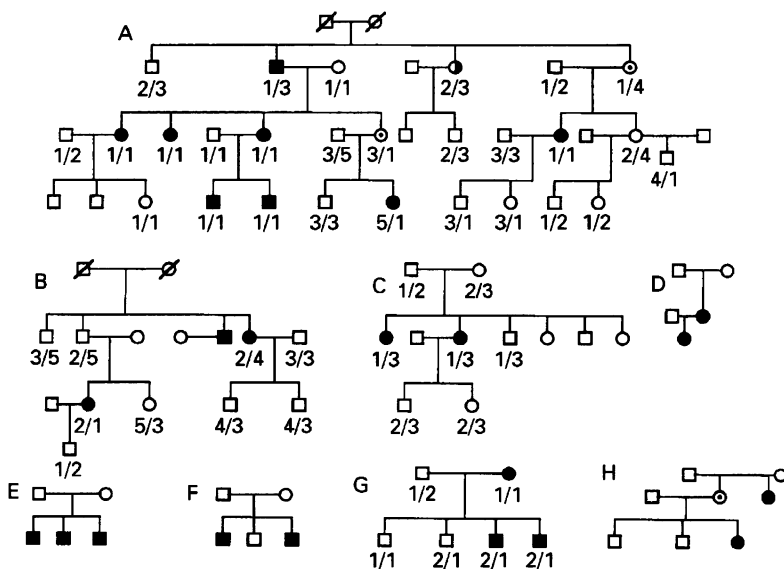 A
2/3 1/3 1/1 2/3 1/2 1/4
1/2 1/1 1/1 1/1 1/1 3/5 3/1 2/3 3/3 1/1 2/4
4/1
1/1 1/1 1/1 3/3 5/1 3/1 3/1 1/2 1/2
B C D
1/2 2/3
3/5 2/5 2/4 3/3 1/3 1/3 1/3
2/1 5/3 4/3 4/3 2/3 2/3
1/2
E F G H
1/2 1/1
1/1 2/1 2/1 2/1